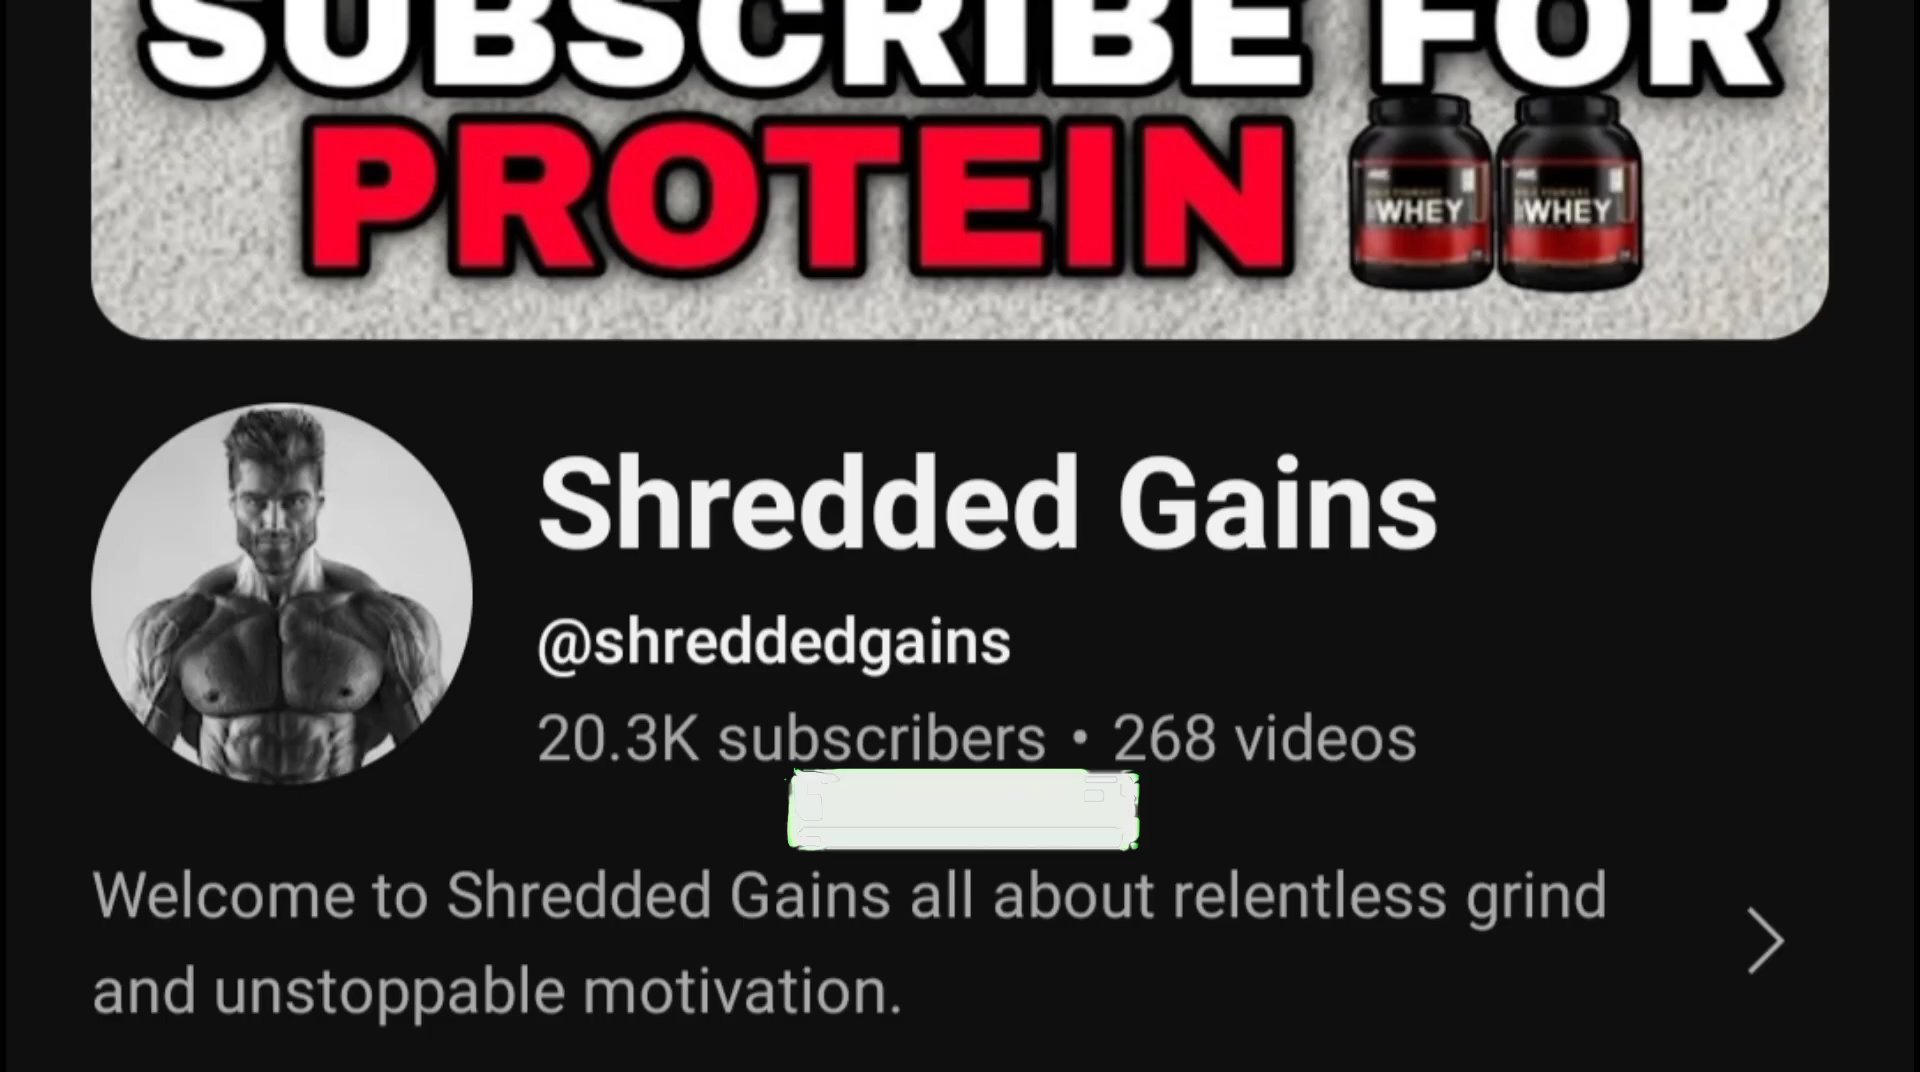 SUBSCRIBE FOR
PROTEIN
WHEY WHEY
Shredded Gains
@shreddedgains
20.3K subscribers • 268 videos
Welcome to Shredded Gains all about relentless grind
and unstoppable motivation.